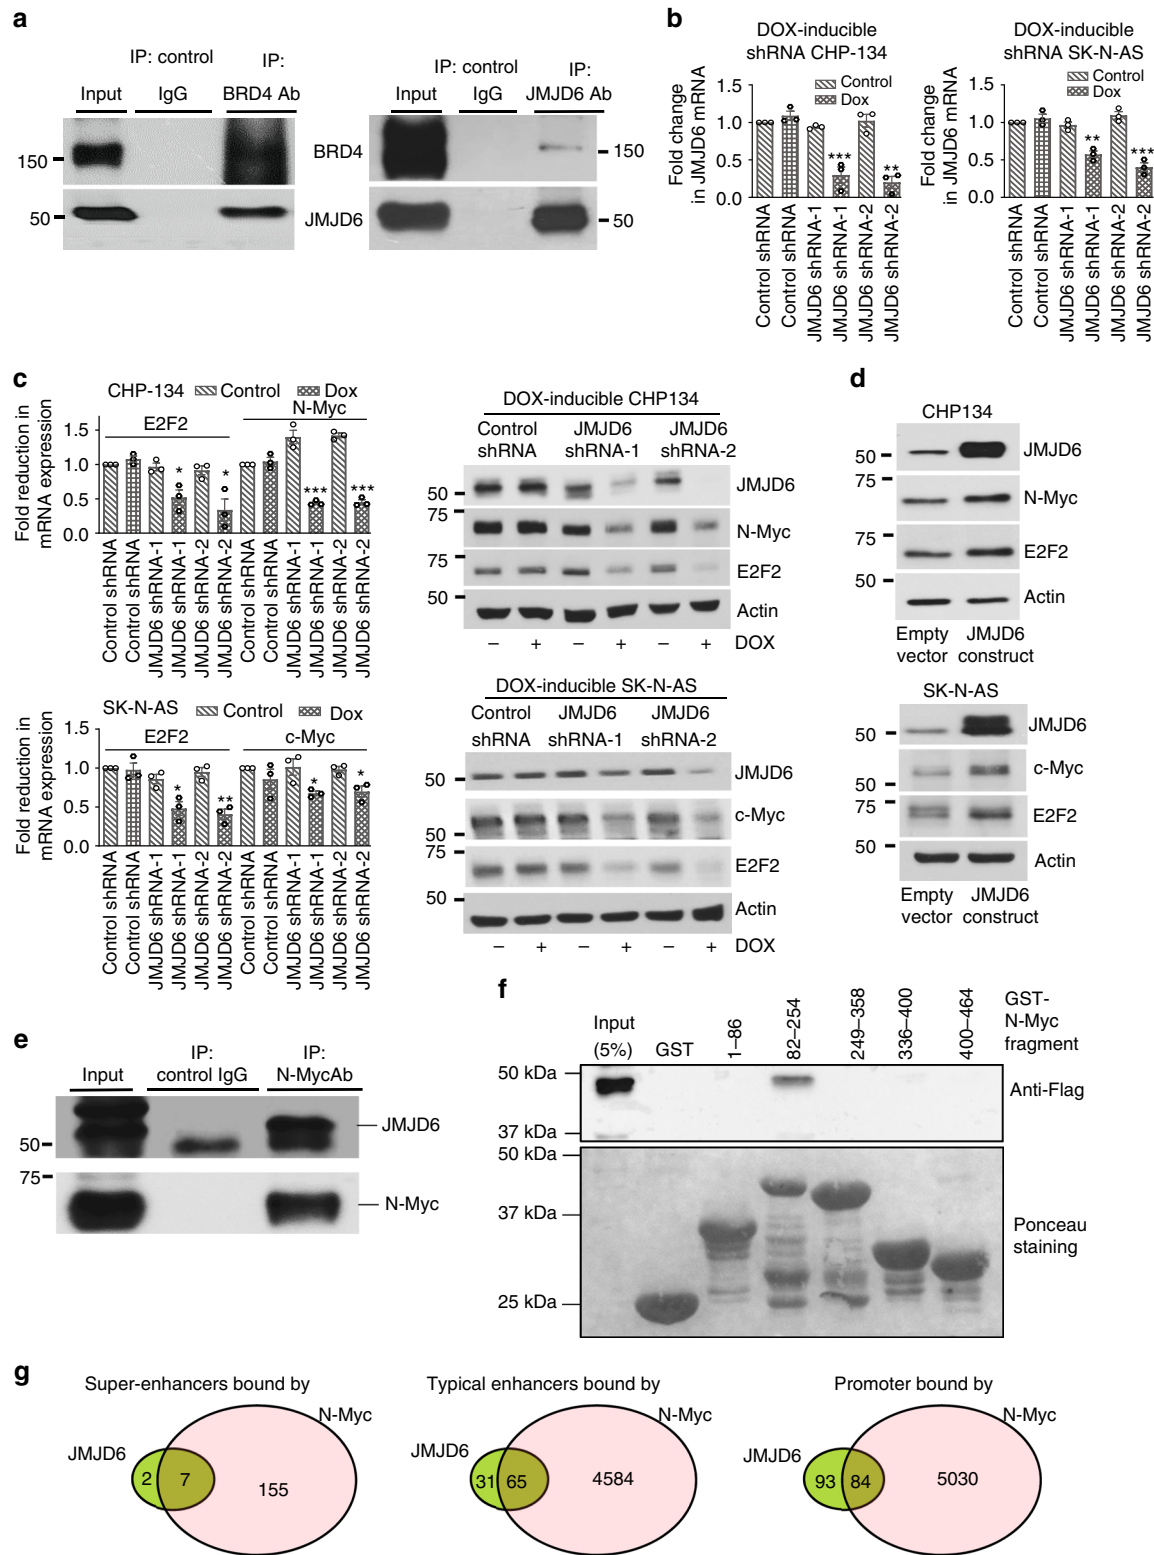 a
IP: control
IP:
Input
IgG
BRD4 Ab
150
50
IP: control
IP:
Input
IgG
JMJD6 Ab
BRD4
JMJD6
150
50
b
DOX-inducible
shRNA CHP-134
Control
Dox
Fold change
in JMJD6 mRNA
1.5
1.0
0.5
0.0
***
**
Control shRNA
Control shRNA
JMJD6 shRNA-1
JMJD6 shRNA-1
JMJD6 shRNA-2
JMJD6 shRNA-2
DOX-inducible
shRNA SK-N-AS
Control
Dox
Fold change
in JMJD6 mRNA
1.5
1.0
0.5
0.0
**
***
Control shRNA
Control shRNA
JMJD6 shRNA-1
JMJD6 shRNA-1
JMJD6 shRNA-2
JMJD6 shRNA-2
c
CHP-134
Control
Dox
E2F2
N-Myc
Fold reduction in
mRNA expression
1.5
1.0
0.5
0.0
*
*
***
***
Control shRNA
Control shRNA
JMJD6 shRNA-1
JMJD6 shRNA-1
JMJD6 shRNA-2
JMJD6 shRNA-2
Control shRNA
Control shRNA
JMJD6 shRNA-1
JMJD6 shRNA-1
JMJD6 shRNA-2
JMJD6 shRNA-2
SK-N-AS
Control
Dox
E2F2
c-Myc
Fold reduction in
mRNA expression
1.5
1.0
0.5
0.0
*
**
*
*
Control shRNA
Control shRNA
JMJD6 shRNA-1
JMJD6 shRNA-1
JMJD6 shRNA-2
JMJD6 shRNA-2
Control shRNA
Control shRNA
JMJD6 shRNA-1
JMJD6 shRNA-1
JMJD6 shRNA-2
JMJD6 shRNA-2
DOX-inducible CHP134
Control JMJD6 JMJD6
shRNA shRNA-1 shRNA-2
50
JMJD6
75
N-Myc
75
E2F2
50
Actin
– + – + – + DOX
DOX-inducible SK-N-AS
Control JMJD6 JMJD6
shRNA shRNA-1 shRNA-2
50
JMJD6
c-Myc
50
75
E2F2
50
Actin
– + – + – + DOX
d
CHP134
50
JMJD6
75
N-Myc
75
E2F2
50
Actin
Empty JMJD6
vector construct
SK-N-AS
50
JMJD6
c-Myc
50
75
E2F2
50
Actin
Empty JMJD6
vector construct
e
IP:
IP:
Input
control IgG
N-MycAb
JMJD6
50
75
N-Myc
f
Input
(5%)
GST
1–86
82–254
249–358
336–400
400–464
GST-
N-Myc
fragment
50 kDa
Anti-Flag
37 kDa
50 kDa
37 kDa
Ponceau
staining
25 kDa
g
Super-enhancers bound by
N-Myc
JMJD6
2
7
155
Typical enhancers bound by
N-Myc
JMJD6
31
65
4584
Promoter bound by
N-Myc
JMJD6
93
84
5030